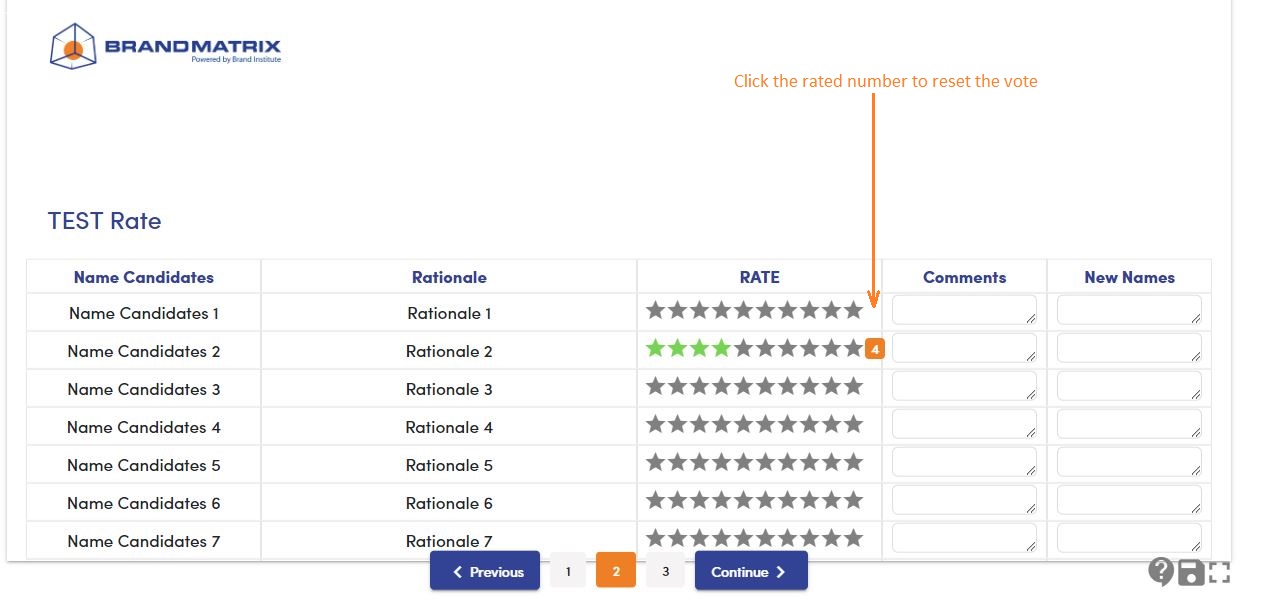 BRANDMATRIX
Powered by Brand Institute
Click the rated number to reset the vote
TEST Rate
Name Candidates Rationale RATE Comments New Names
Name Candidates 1 Rationale 1
Name Candidates 2 Rationale 2 4
Name Candidates 3 Rationale 3
Name Candidates 4 Rationale 4
Name Candidates 5 Rationale 5
Name Candidates 6 Rationale 6
Name Candidates 7 Rationale 7
Previous 1 2 3 Continue
?